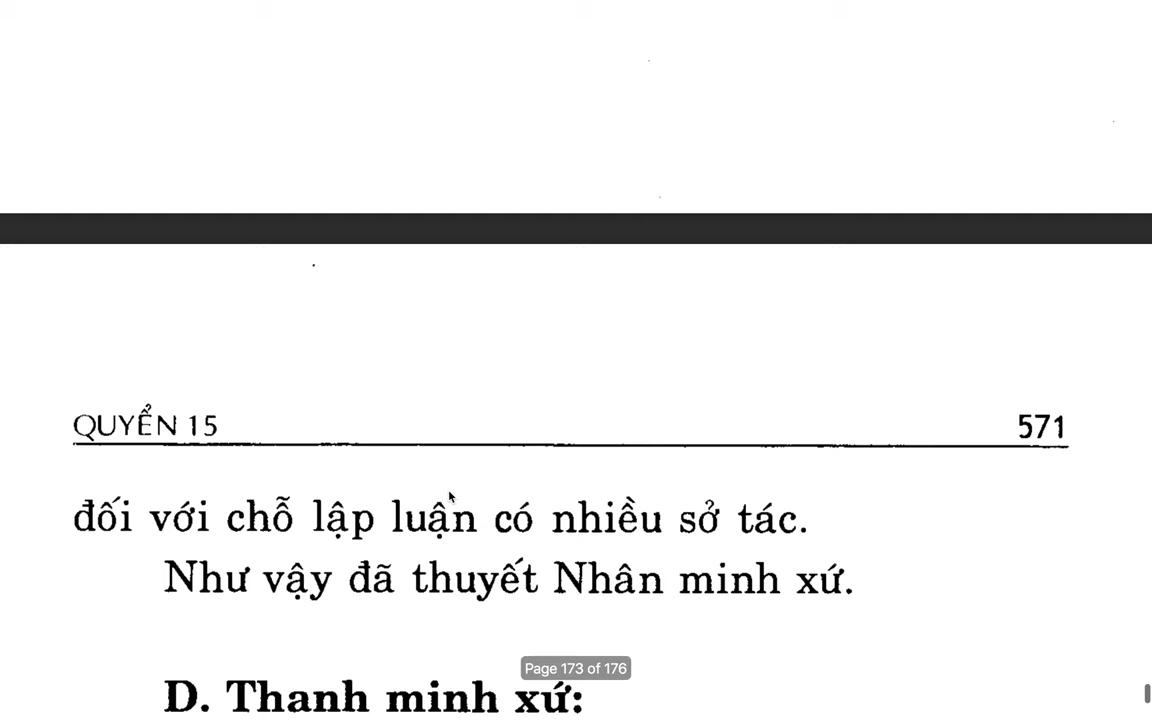 QUYỂN 15 571
đối với chỗ lập luận có nhiều sở tác.
Như vậy đã thuyết Nhân minh xứ.
Page 173 of 176
D. Thanh minh xứ: